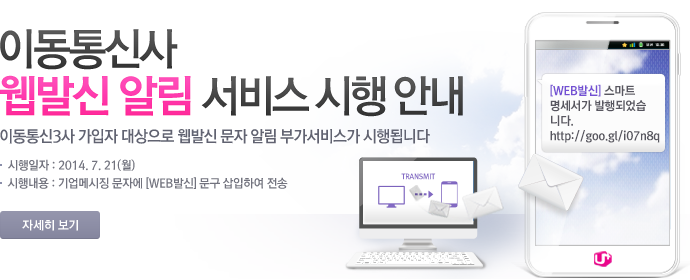 이동통신사
웹발신 알림 서비스 시행 안내
이동통신3사 가입자 대상으로 웹발신 문자 알림 부가서비스가 시행됩니다
· 시행일자 : 2014. 7. 21(월)
· 시행내용 : 기업메시징 문자에 [WEB발신] 문구 삽입하여 전송
자세히 보기
TRANSMIT
[WEB발신] 스마트
명세서가 발행되었습
니다.
http://goo.gl/i07n8q
U+